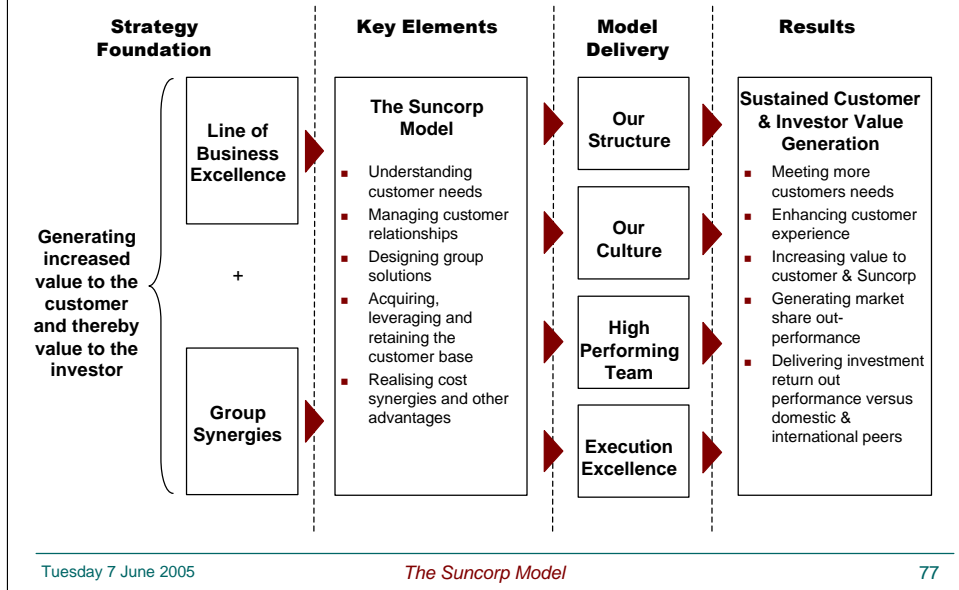 Strategy
Foundation
Key Elements
Model
Delivery
Results
Generating
increased
value to the
customer
and thereby
value to the
investor
Line of
Business
Excellence
+
Group
Synergies
The Suncorp
Model
Understanding
customer needs
Managing customer
relationships
Designing group
solutions
Acquiring,
leveraging and
retaining the
customer base
Realising cost
synergies and other
advantages
Our
Structure
Our
Culture
High
Performing
Team
Execution
Excellence
Sustained Customer
& Investor Value
Generation
Meeting more
customers needs
Enhancing customer
experience
Increasing value to
customer & Suncorp
Generating market
share out-
performance
Delivering investment
return out
performance versus
domestic &
international peers
Tuesday 7 June 2005
The Suncorp Model
77